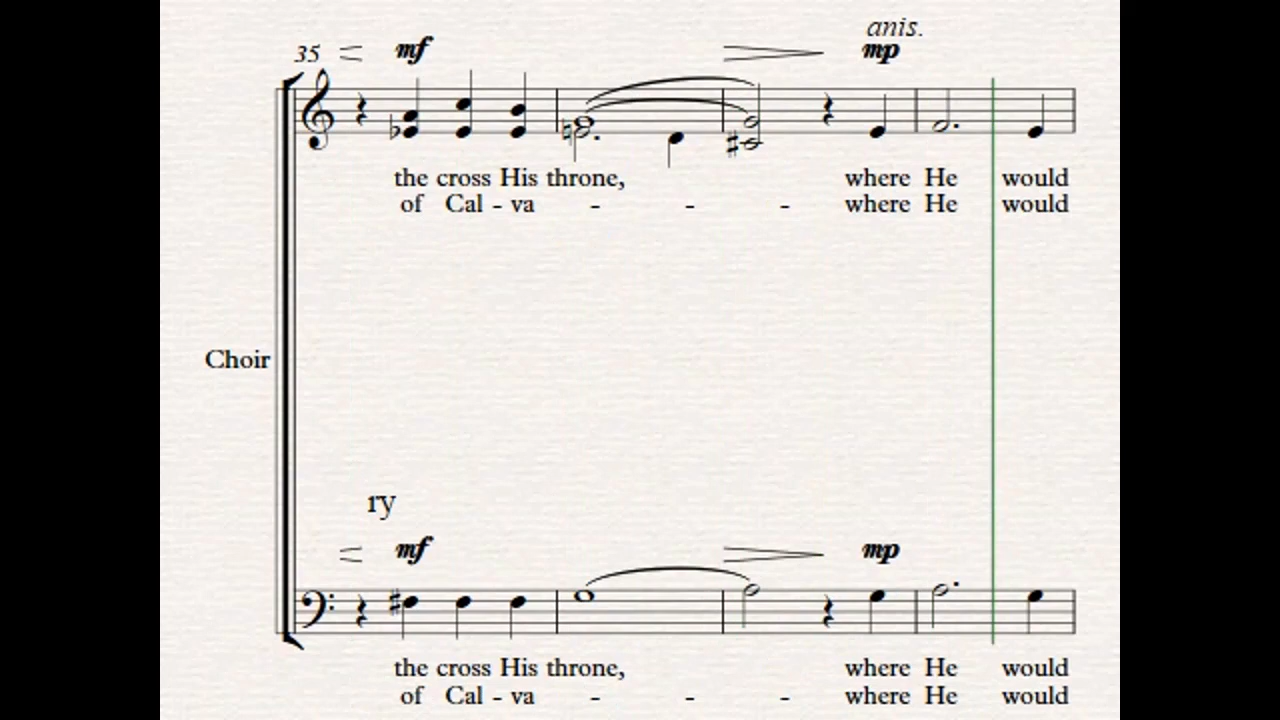 anis.
35 mf mp
the cross His throne, where He would
of Cal - va - - - where He would
Choir
ry
mf mp
the cross His throne, where He would
of Cal - va - - - where He would